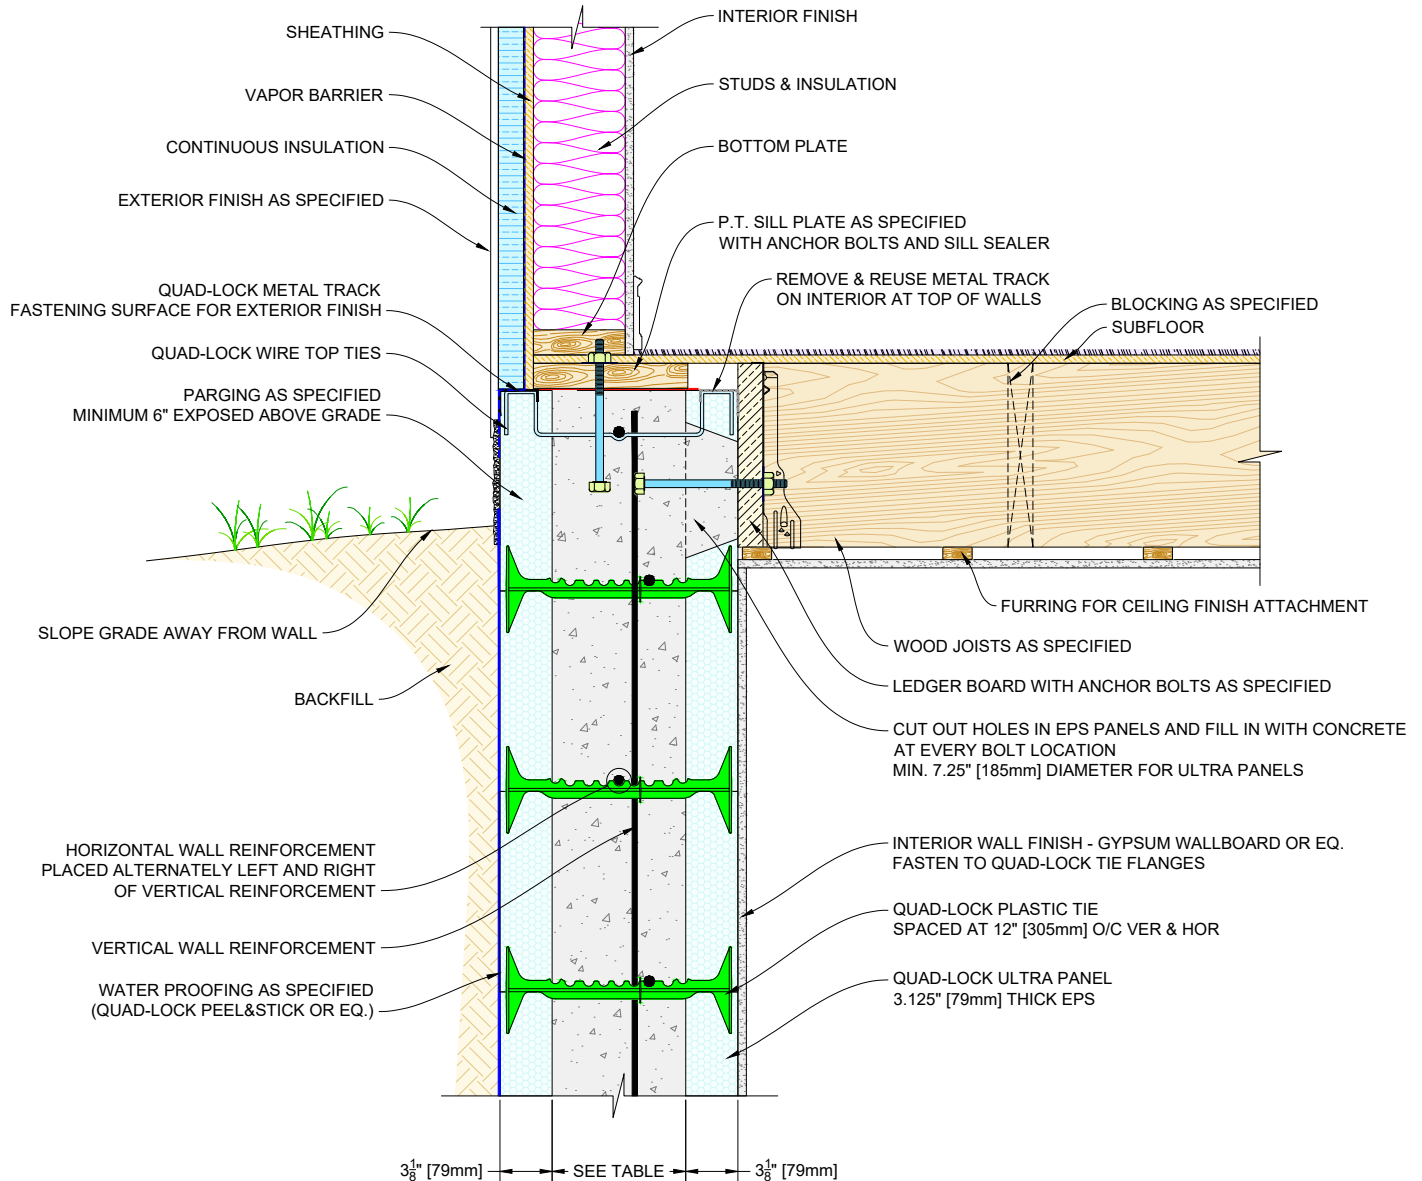 SHEATHING
VAPOR BARRIER
CONTINUOUS INSULATION
EXTERIOR FINISH AS SPECIFIED
QUAD-LOCK METAL TRACK
FASTENING SURFACE FOR EXTERIOR FINISH
QUAD-LOCK WIRE TOP TIES
PARGING AS SPECIFIED
MINIMUM 6" EXPOSED ABOVE GRADE
SLOPE GRADE AWAY FROM WALL
BACKFILL
HORIZONTAL WALL REINFORCEMENT
PLACED ALTERNATELY LEFT AND RIGHT
OF VERTICAL REINFORCEMENT
VERTICAL WALL REINFORCEMENT
WATER PROOFING AS SPECIFIED
(QUAD-LOCK PEEL&STICK OR EQ.)
INTERIOR FINISH
STUDS & INSULATION
BOTTOM PLATE
P.T. SILL PLATE AS SPECIFIED
WITH ANCHOR BOLTS AND SILL SEALER
REMOVE & REUSE METAL TRACK
ON INTERIOR AT TOP OF WALLS
BLOCKING AS SPECIFIED
SUBFLOOR
FURRING FOR CEILING FINISH ATTACHMENT
WOOD JOISTS AS SPECIFIED
LEDGER BOARD WITH ANCHOR BOLTS AS SPECIFIED
CUT OUT HOLES IN EPS PANELS AND FILL IN WITH CONCRETE
AT EVERY BOLT LOCATION
MIN. 7.25" [185mm] DIAMETER FOR ULTRA PANELS
INTERIOR WALL FINISH - GYPSUM WALLBOARD OR EQ.
FASTEN TO QUAD-LOCK TIE FLANGES
QUAD-LOCK PLASTIC TIE
SPACED AT 12" [305mm] O/C VER & HOR
QUAD-LOCK ULTRA PANEL
3.125" [79mm] THICK EPS
3 1/8" [79mm] SEE TABLE 3 1/8" [79mm]